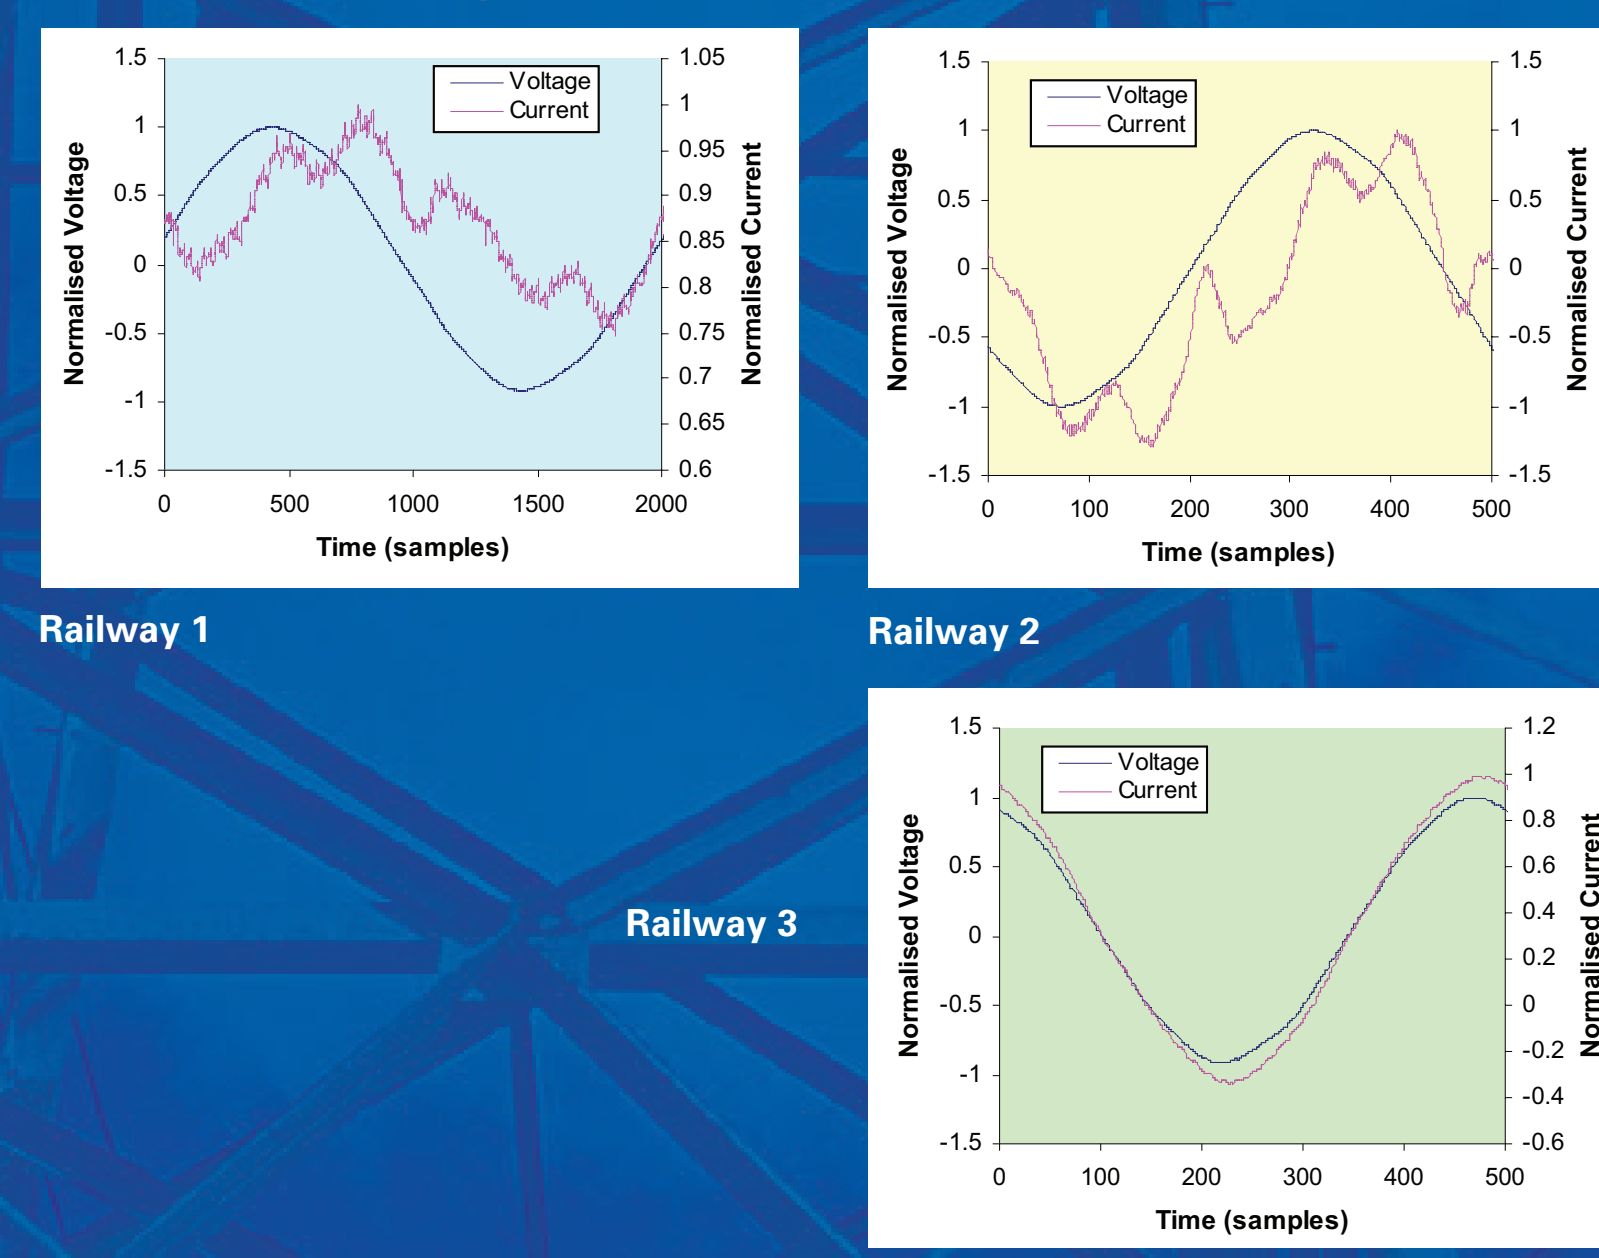 1.5
1
0.5
0
-0.5
-1
-1.5
Normalised Voltage
Voltage
Current
1.05
1
0.95
0.9
0.85
0.8
0.75
0.7
0.65
0.6
Normalised Current
0 500 1000 1500 2000
Time (samples)
Railway 1
1.5
1
0.5
0
-0.5
-1
-1.5
Normalised Voltage
Voltage
Current
1.5
1
0.5
0
-0.5
-1
-1.5
Normalised Current
0 100 200 300 400 500
Time (samples)
Railway 2
Railway 3
1.5
1
0.5
0
-0.5
-1
-1.5
Normalised Voltage
Voltage
Current
1.2
1
0.8
0.6
0.4
0.2
0
-0.2
-0.4
-0.6
Normalised Current
0 100 200 300 400 500
Time (samples)